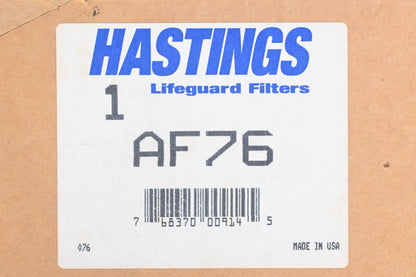 HASTINGS
Lifeguard Filters
1
AF76
7 68370 00914 5
076 MADE IN USA